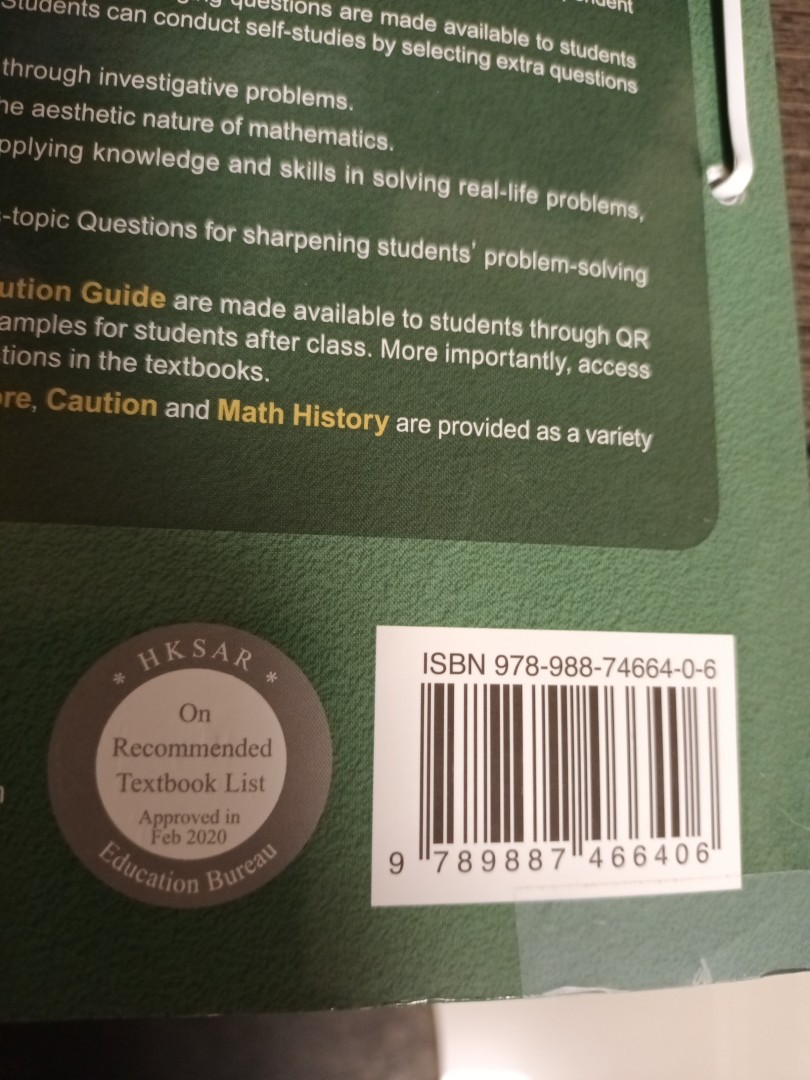 questions are made available to students
Students can conduct self-studies by selecting extra questions
through investigative problems.
he aesthetic nature of mathematics.
pplying knowledge and skills in solving real-life problems,
-topic Questions for sharpening students' problem-solving
ution Guide are made available to students through QR
amples for students after class. More importantly, access
tions in the textbooks.
re, Caution and Math History are provided as a variety
* HKSAR *
On
Recommended
Textbook List
Approved in
Feb 2020
Education Bureau
ISBN 978-988-74664-0-6
9 789887 466406